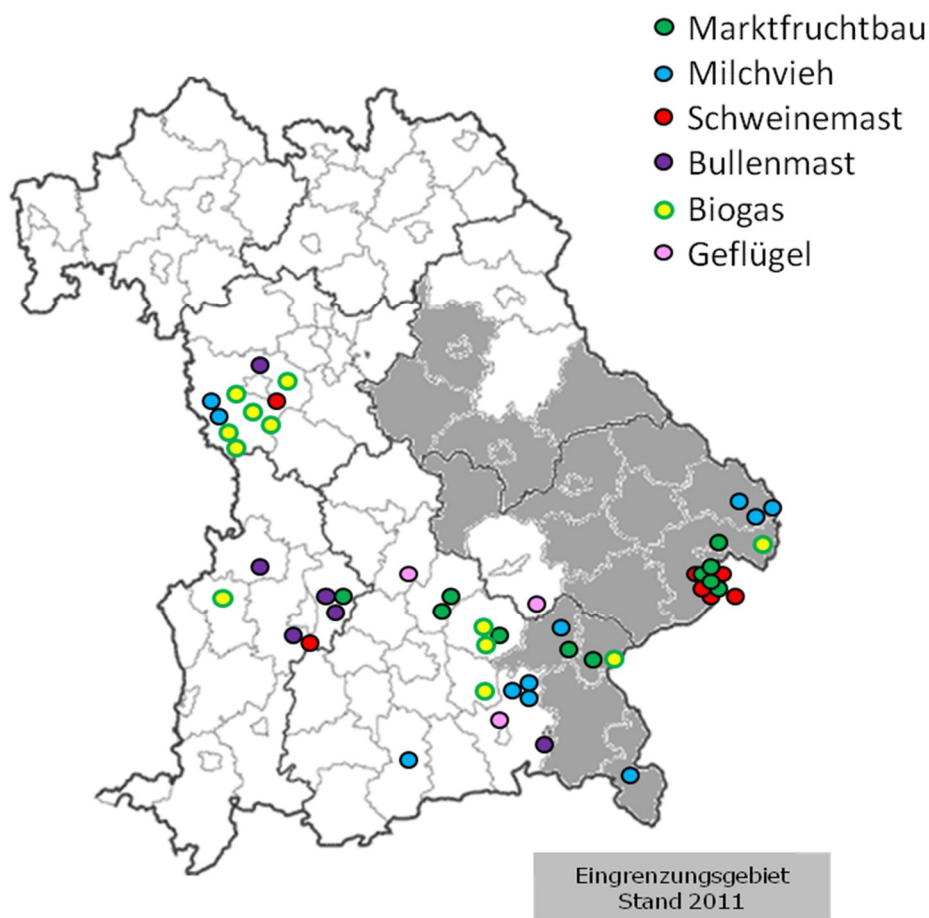 Marktfruchtbau
Milchvieh
Schweinemast
Bullenmast
Biogas
Geflügel
Eingrenzungsgebiet
Stand 2011